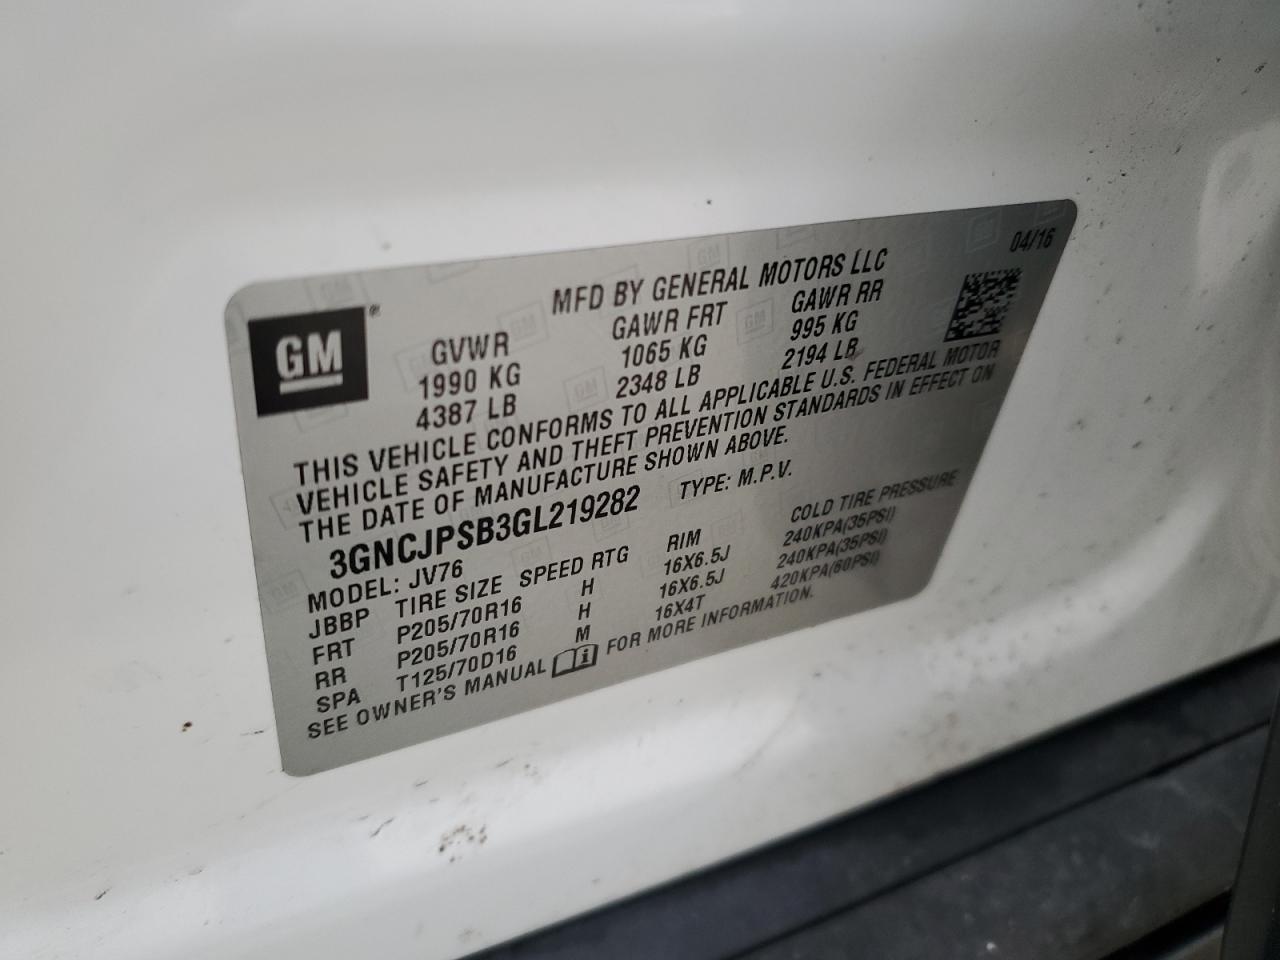 04/16
MFD BY GENERAL MOTORS LLC
GM®
GVWR GAWR FRT GAWR RR
1990 KG 1065 KG 995 KG
4387 LB 2348 LB 2194 LB
THIS VEHICLE CONFORMS TO ALL APPLICABLE U.S. FEDERAL MOTOR
VEHICLE SAFETY AND THEFT PREVENTION STANDARDS IN EFFECT ON
THE DATE OF MANUFACTURE SHOWN ABOVE.
3GNCJPSB3GL219282 TYPE: M.P.V.
MODEL: JV76
JBBP TIRE SIZE SPEED RTG RIM COLD TIRE PRESSURE
FRT P205/70R16 H 16X6.5J 240KPA(35PSI)
RR P205/70R16 H 16X6.5J 240KPA(35PSI)
SPA T125/70D16 M 16X4T 420KPA(60PSI)
SEE OWNER'S MANUAL FOR MORE INFORMATION.